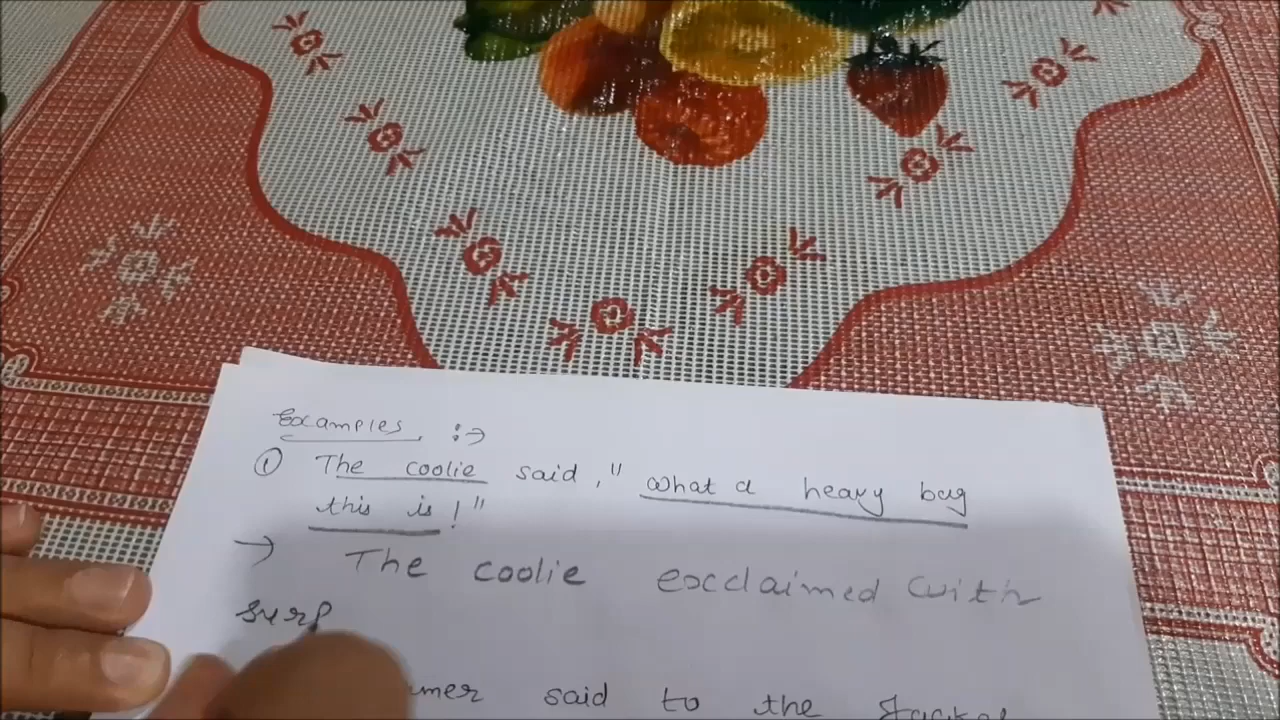 Examples :→
① The coolie said, " What a heavy bag
this is !"
→ The coolie exclaimed with
surp
said to the